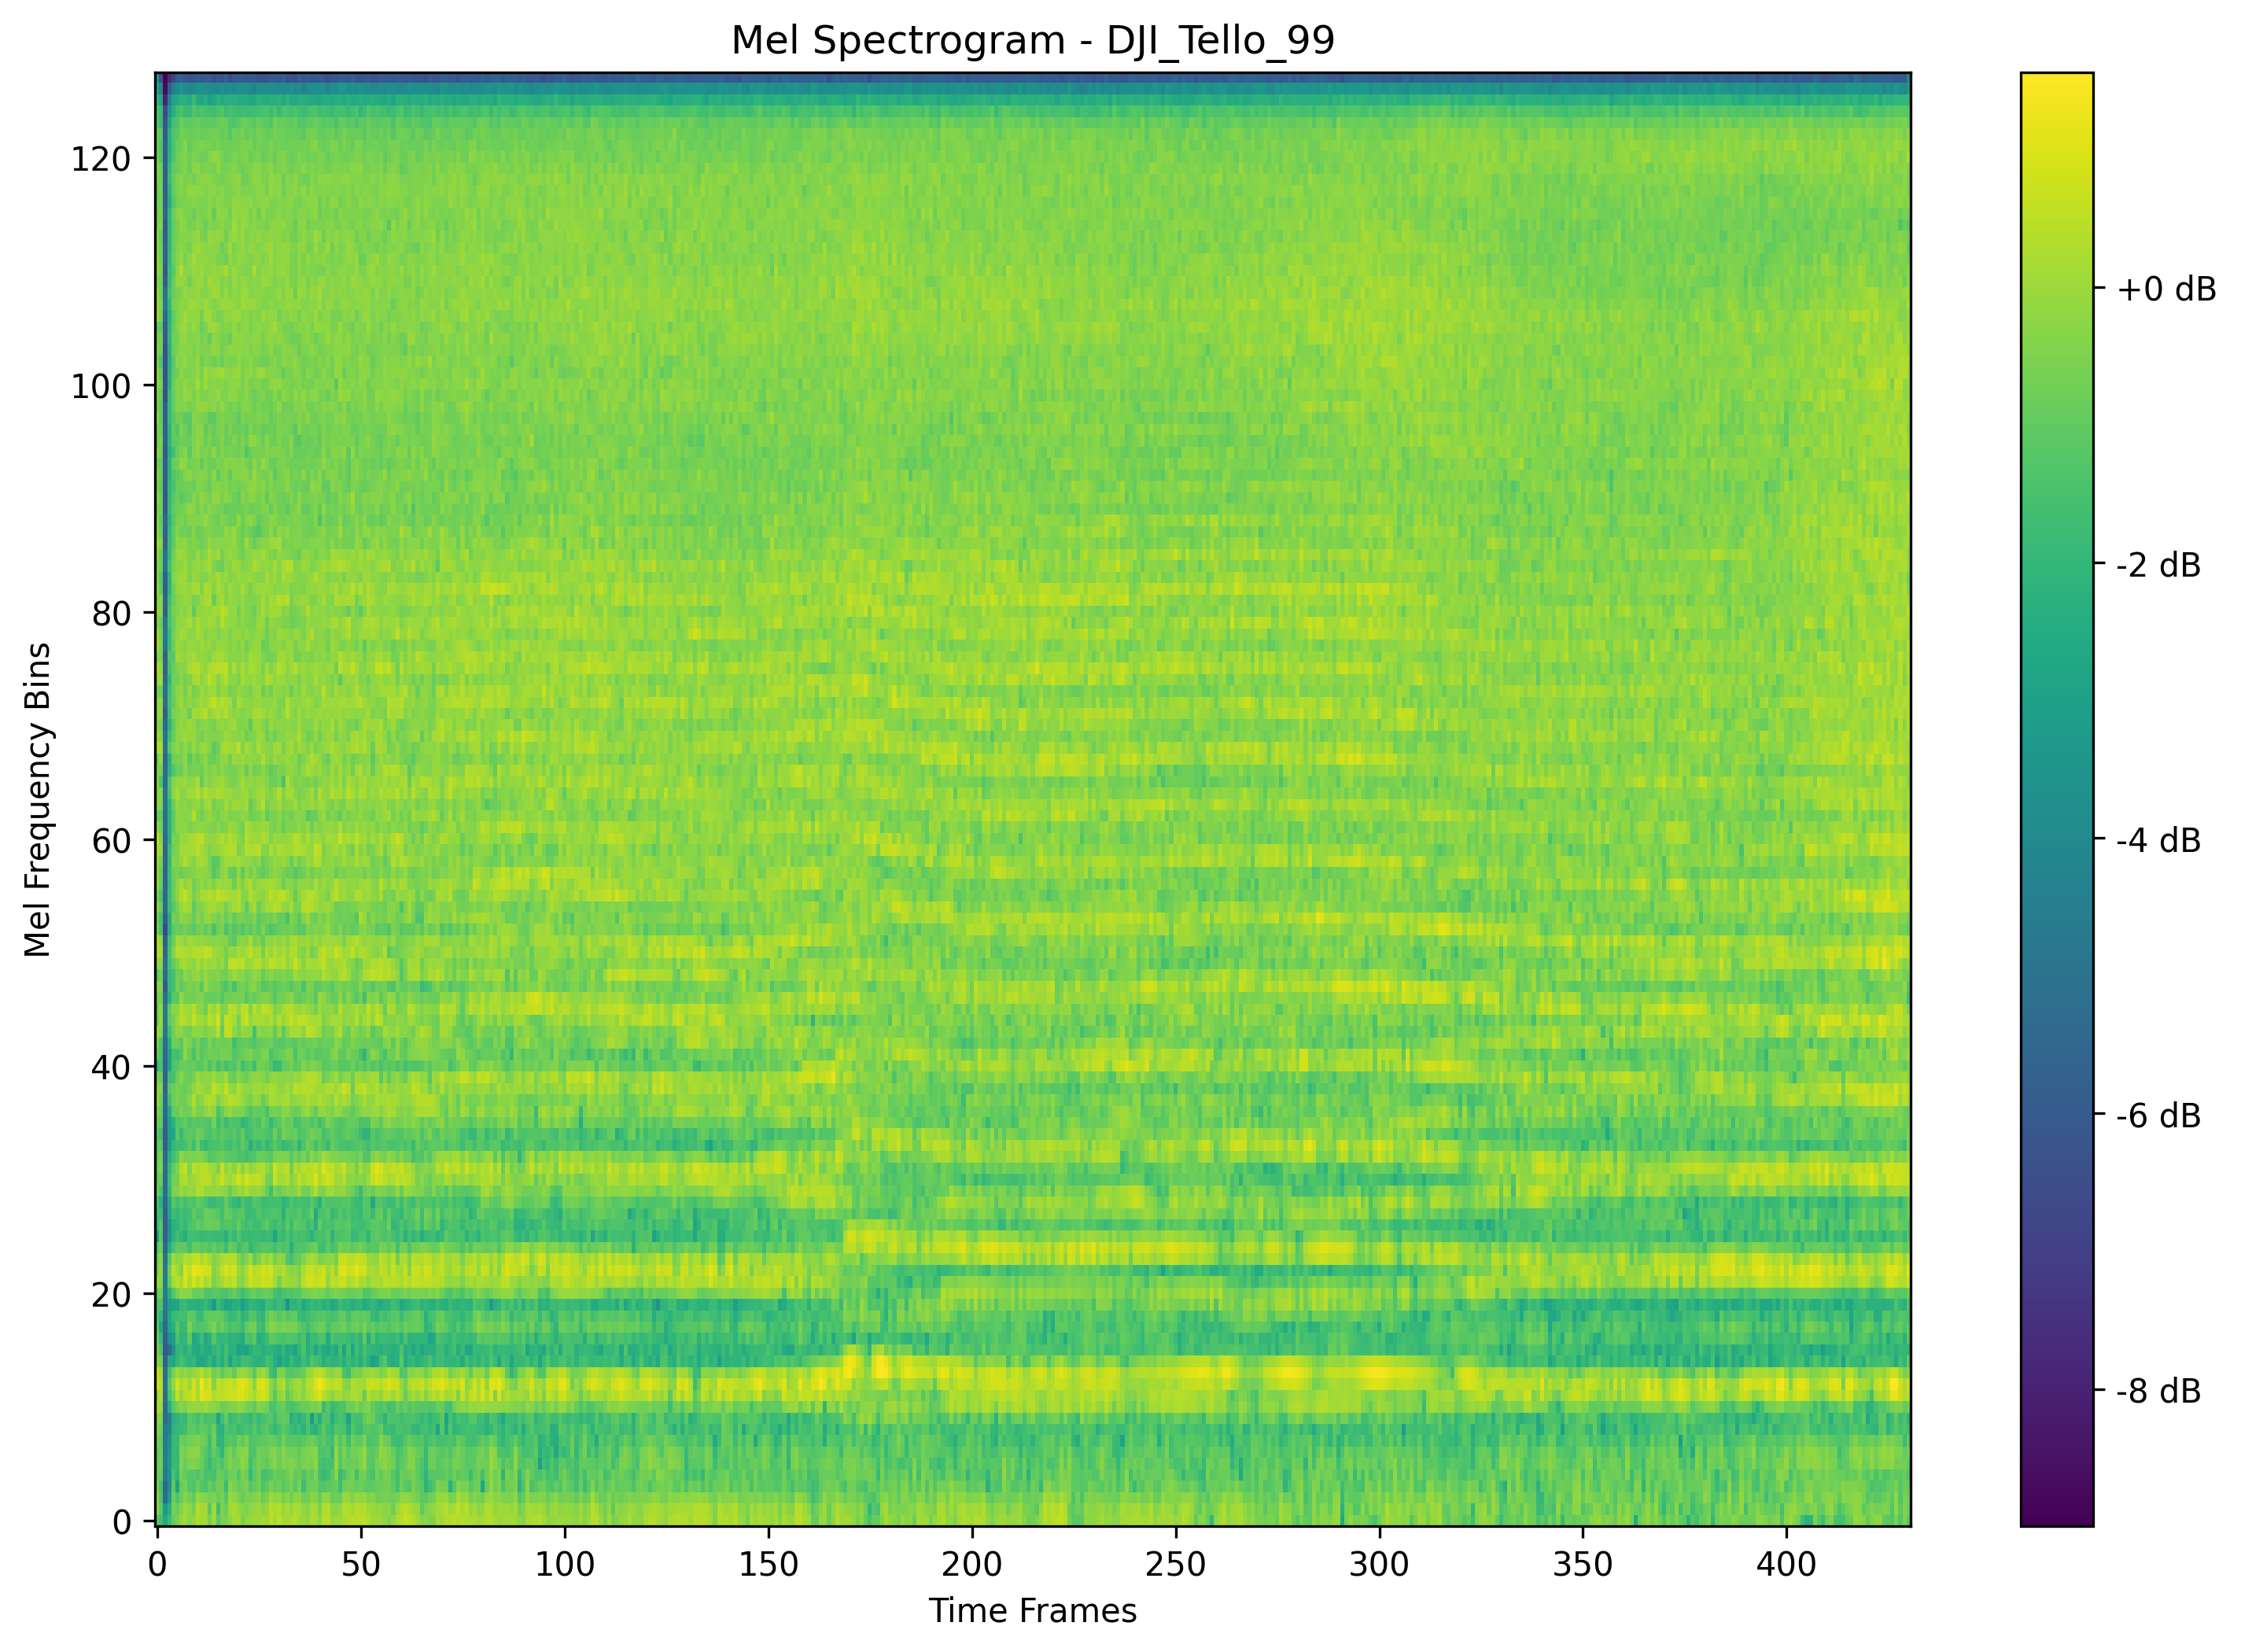 Mel Spectrogram - DJI_Tello_99
120
100
80
60
40
20
0
Mel Frequency Bins
0 50 100 150 200 250 300 350 400
Time Frames
+0 dB
-2 dB
-4 dB
-6 dB
-8 dB